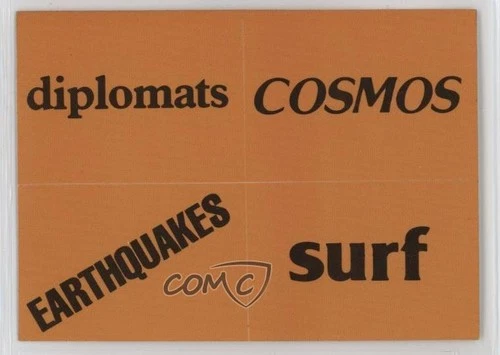 diplomats
COSMOS
EARTHQUAKES
surf
COMC